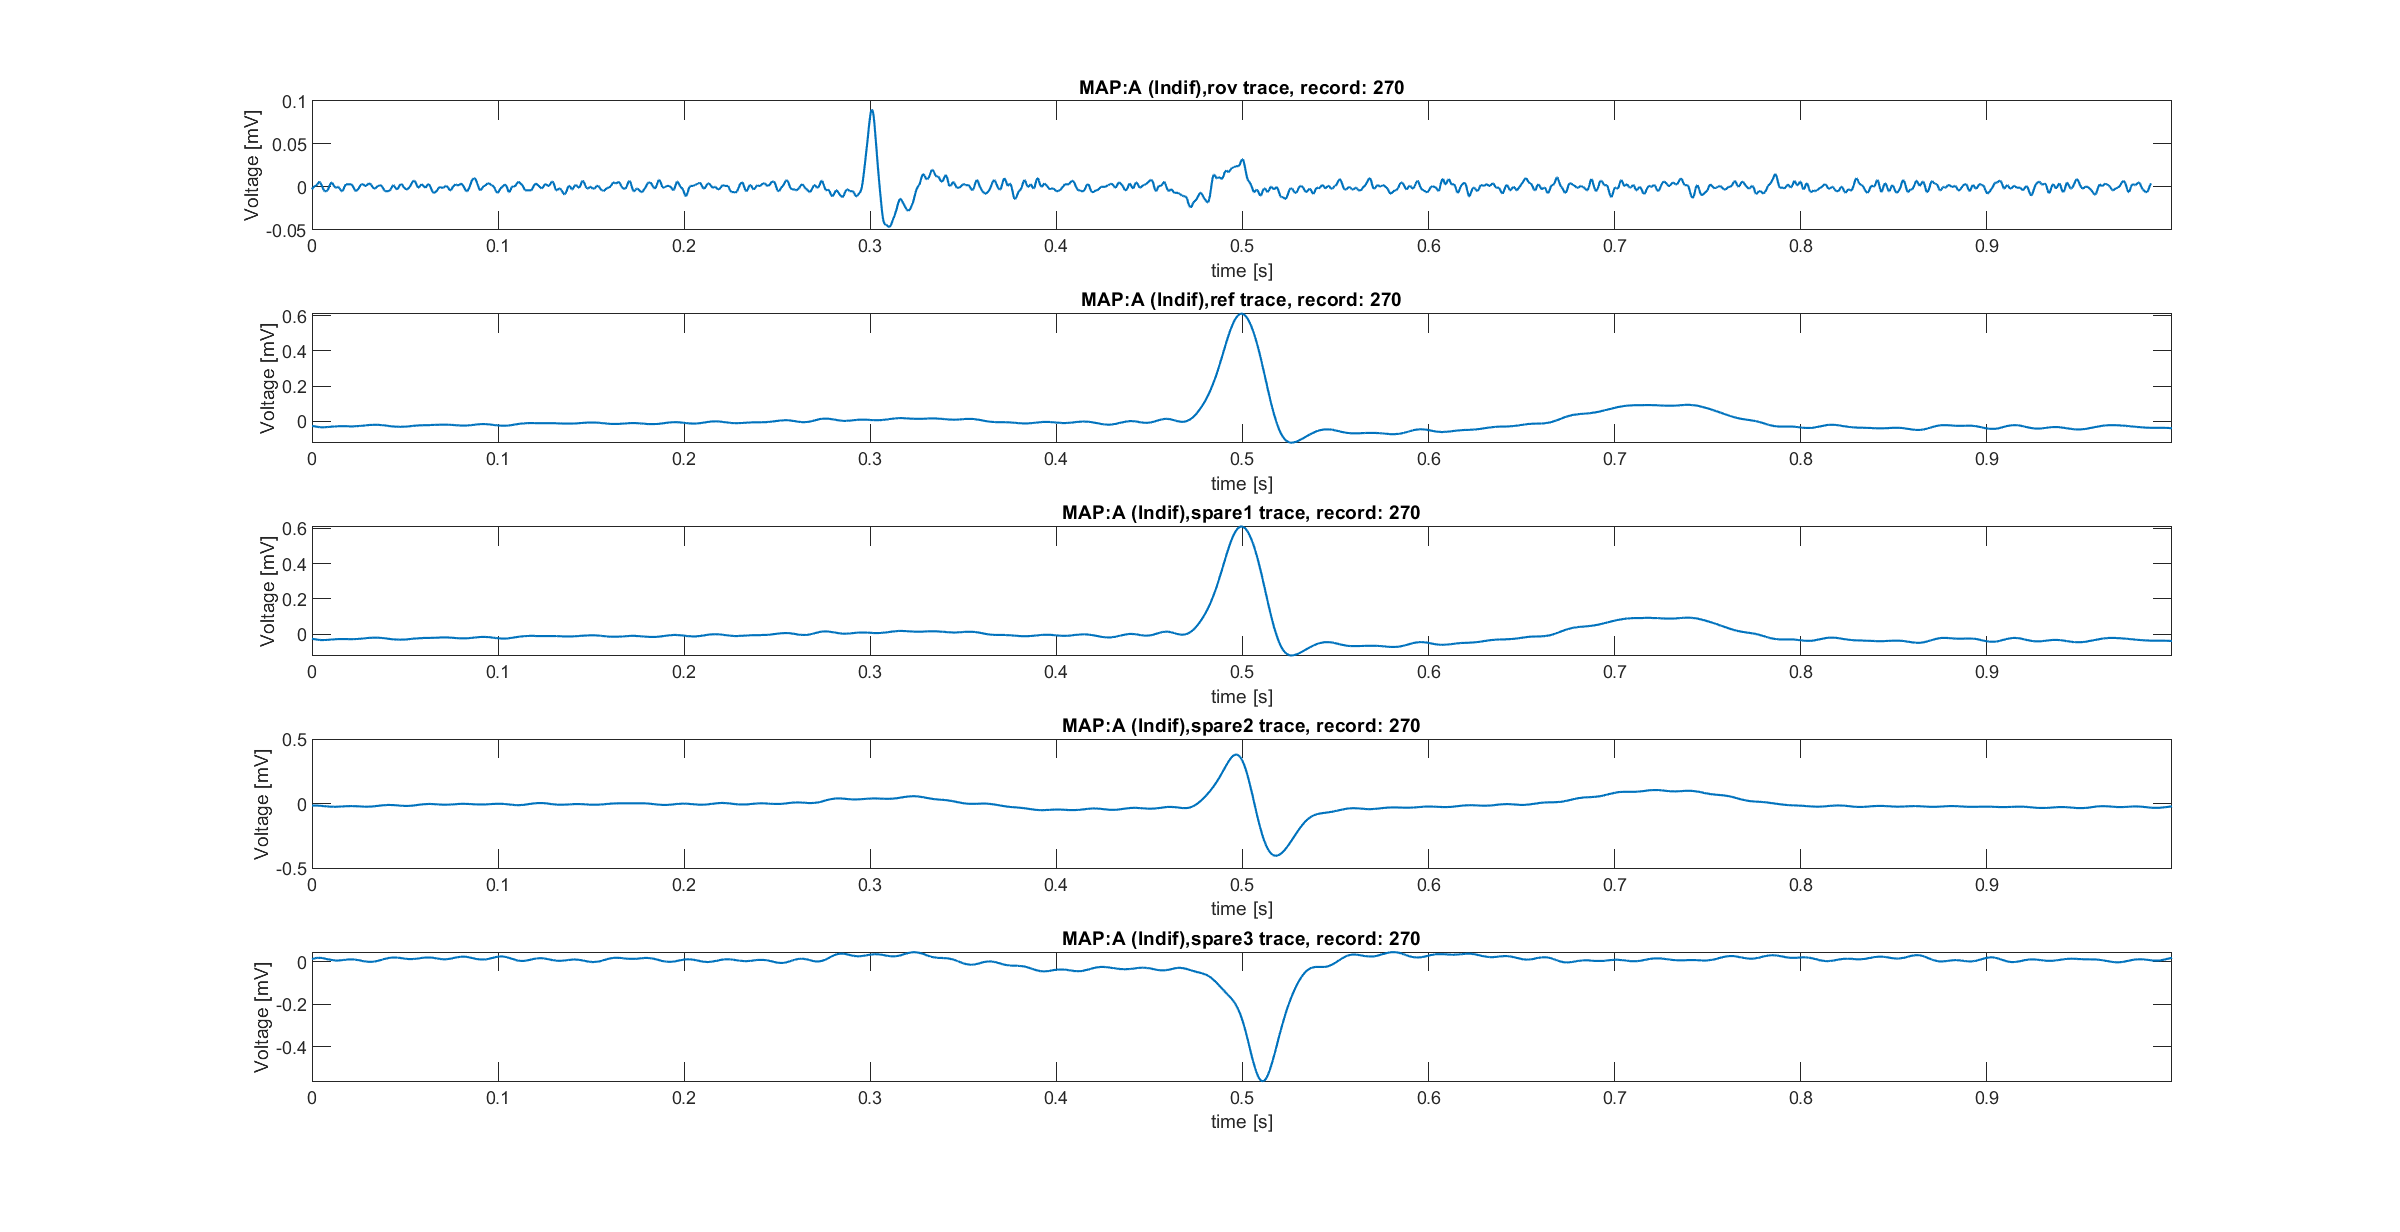 MAP:A (Indif),rov trace, record: 270
Voltage [mV]
0.1
0.05
0
-0.05
0 0.1 0.2 0.3 0.4 0.5 0.6 0.7 0.8 0.9
time [s]
MAP:A (Indif),ref trace, record: 270
Voltage [mV]
0.6
0.4
0.2
0
0 0.1 0.2 0.3 0.4 0.5 0.6 0.7 0.8 0.9
time [s]
MAP:A (Indif),spare1 trace, record: 270
Voltage [mV]
0.6
0.4
0.2
0
0 0.1 0.2 0.3 0.4 0.5 0.6 0.7 0.8 0.9
time [s]
MAP:A (Indif),spare2 trace, record: 270
Voltage [mV]
0.5
0
-0.5
0 0.1 0.2 0.3 0.4 0.5 0.6 0.7 0.8 0.9
time [s]
MAP:A (Indif),spare3 trace, record: 270
Voltage [mV]
0
-0.2
-0.4
0 0.1 0.2 0.3 0.4 0.5 0.6 0.7 0.8 0.9
time [s]